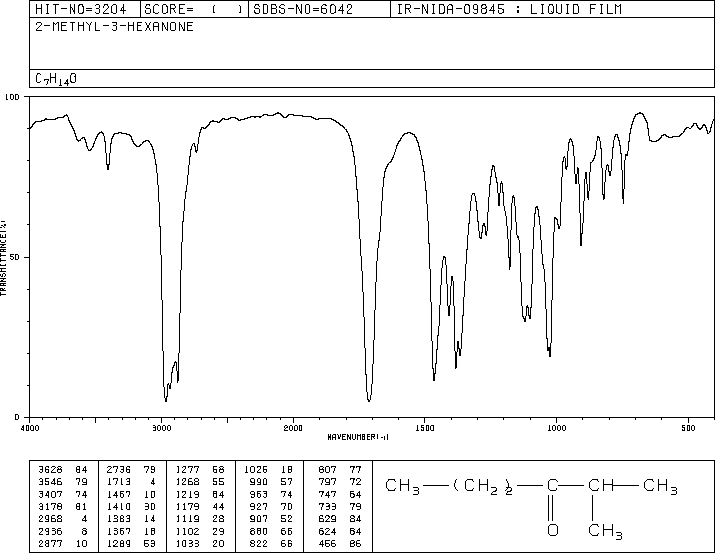 HIT-NO=3204 SCORE= ( ) SDBS-NO=6042 IR-NIDA-09845 : LIQUID FILM
2-METHYL-3-HEXANONE
C7H14O
100
50
0
TRANSMITTANCE(%)
4000 3000 2000 1500 1000 500
WAVENUMBER(-1)
3628 84 2736 79 1277 58 1026 18 807 77
3546 79 1713 4 1268 55 990 57 797 72
3407 74 1467 10 1219 64 963 74 747 64
3178 81 1410 30 1179 44 927 70 733 79
2968 4 1383 14 1119 28 907 52 629 84
2936 8 1367 18 1102 29 880 66 624 84
2877 10 1289 53 1033 20 822 66 456 86
CH3 (CH2)2 C CH CH3
O CH3